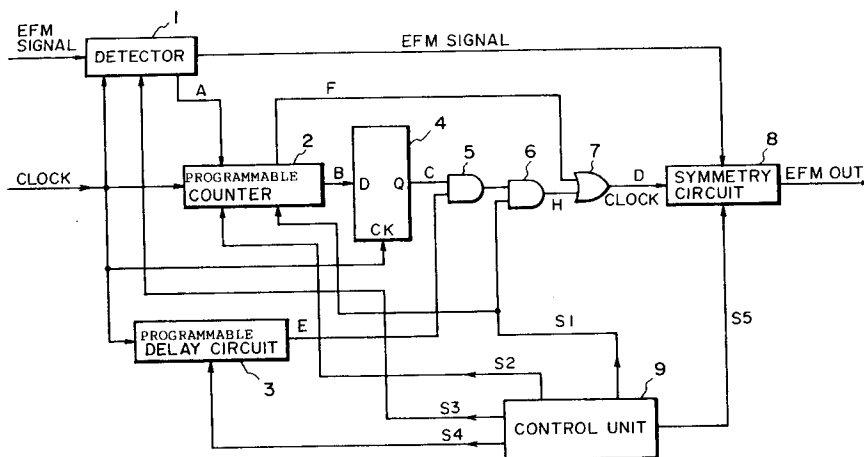 1
EFM
SIGNAL
DETECTOR
EFM SIGNAL
A
F
4
2
B
D
Q
C
5
6
7
8
CLOCK
PROGRAMMABLE
COUNTER
CK
H
D
CLOCK
SYMMETRY
CIRCUIT
EFM OUT
PROGRAMMABLE
DELAY CIRCUIT
E
3
S1
S5
S2
S3
S4
9
CONTROL UNIT